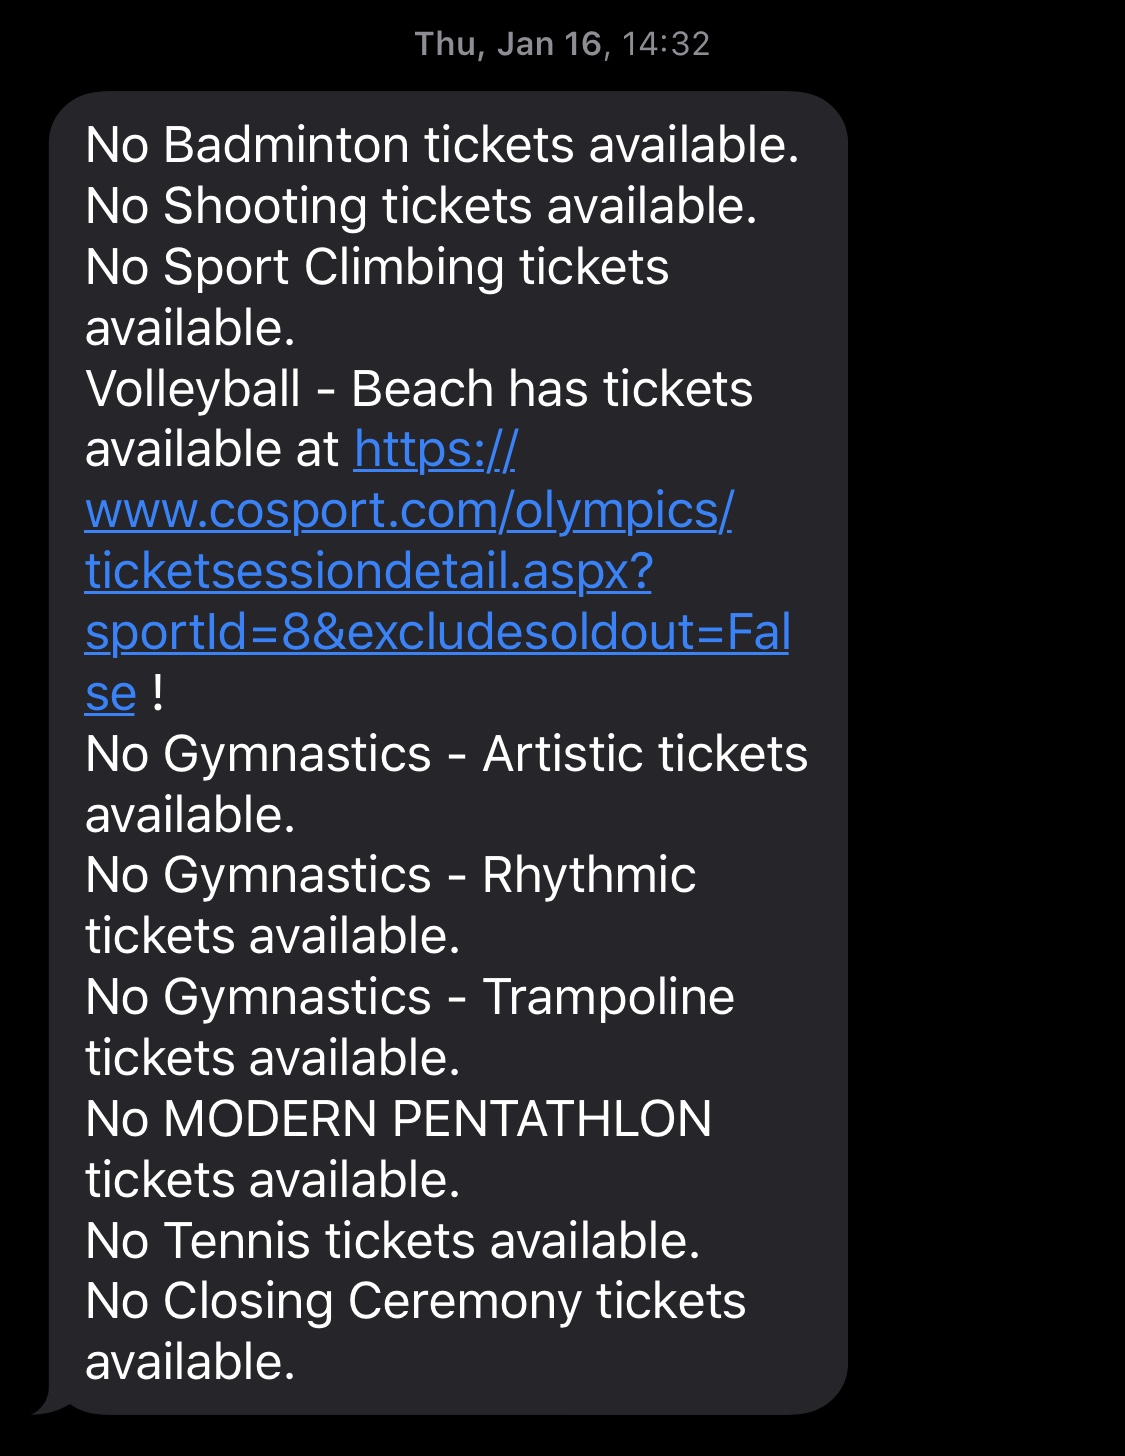 Thu, Jan 16, 14:32
No Badminton tickets available.
No Shooting tickets available.
No Sport Climbing tickets
available.
Volleyball - Beach has tickets
available at https://
www.cosport.com/olympics/
ticketsessiondetail.aspx?
sportId=8&excludesoldout=Fal
se !
No Gymnastics - Artistic tickets
available.
No Gymnastics - Rhythmic
tickets available.
No Gymnastics - Trampoline
tickets available.
No MODERN PENTATHLON
tickets available.
No Tennis tickets available.
No Closing Ceremony tickets
available.